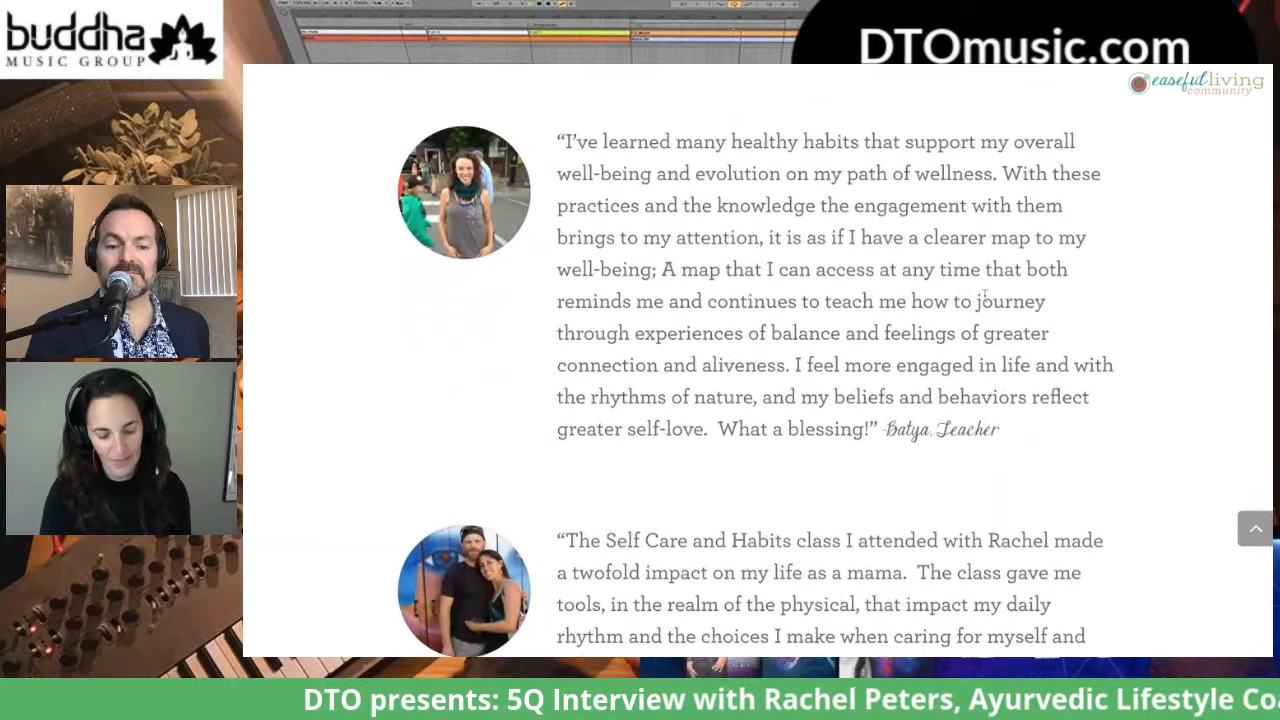 buddha
MUSIC GROUP
DTOmusic.com
easefulliving
community
“I’ve learned many healthy habits that support my overall
well-being and evolution on my path of wellness. With these
practices and the knowledge the engagement with them
brings to my attention, it is as if I have a clearer map to my
well-being; A map that I can access at any time that both
reminds me and continues to teach me how to journey
through experiences of balance and feelings of greater
connection and aliveness. I feel more engaged in life and with
the rhythms of nature, and my beliefs and behaviors reflect
greater self-love.  What a blessing!” -Batya, Teacher
“The Self Care and Habits class I attended with Rachel made
a twofold impact on my life as a mama.  The class gave me
tools, in the realm of the physical, that impact my daily
rhythm and the choices I make when caring for myself and
DTO presents: 5Q Interview with Rachel Peters, Ayurvedic Lifestyle Co